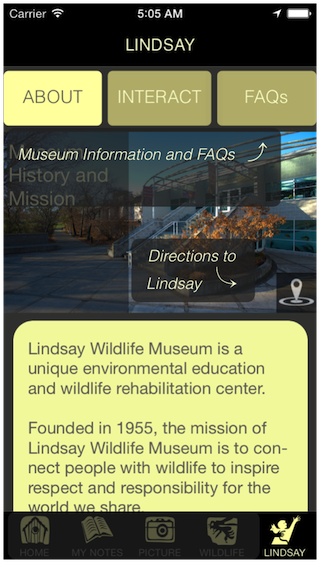 Carrier 5:05 AM
LINDSAY
ABOUT INTERACT FAQs
Museum
History and
Mission
Museum Information and FAQs
Directions to
Lindsay
Lindsay Wildlife Museum is a
unique environmental education
and wildlife rehabilitation center.
Founded in 1955, the mission of
Lindsay Wildlife Museum is to con-
nect people with wildlife to inspire
respect and responsibility for the
world we share.
HOME MY NOTES PICTURE WILDLIFE LINDSAY